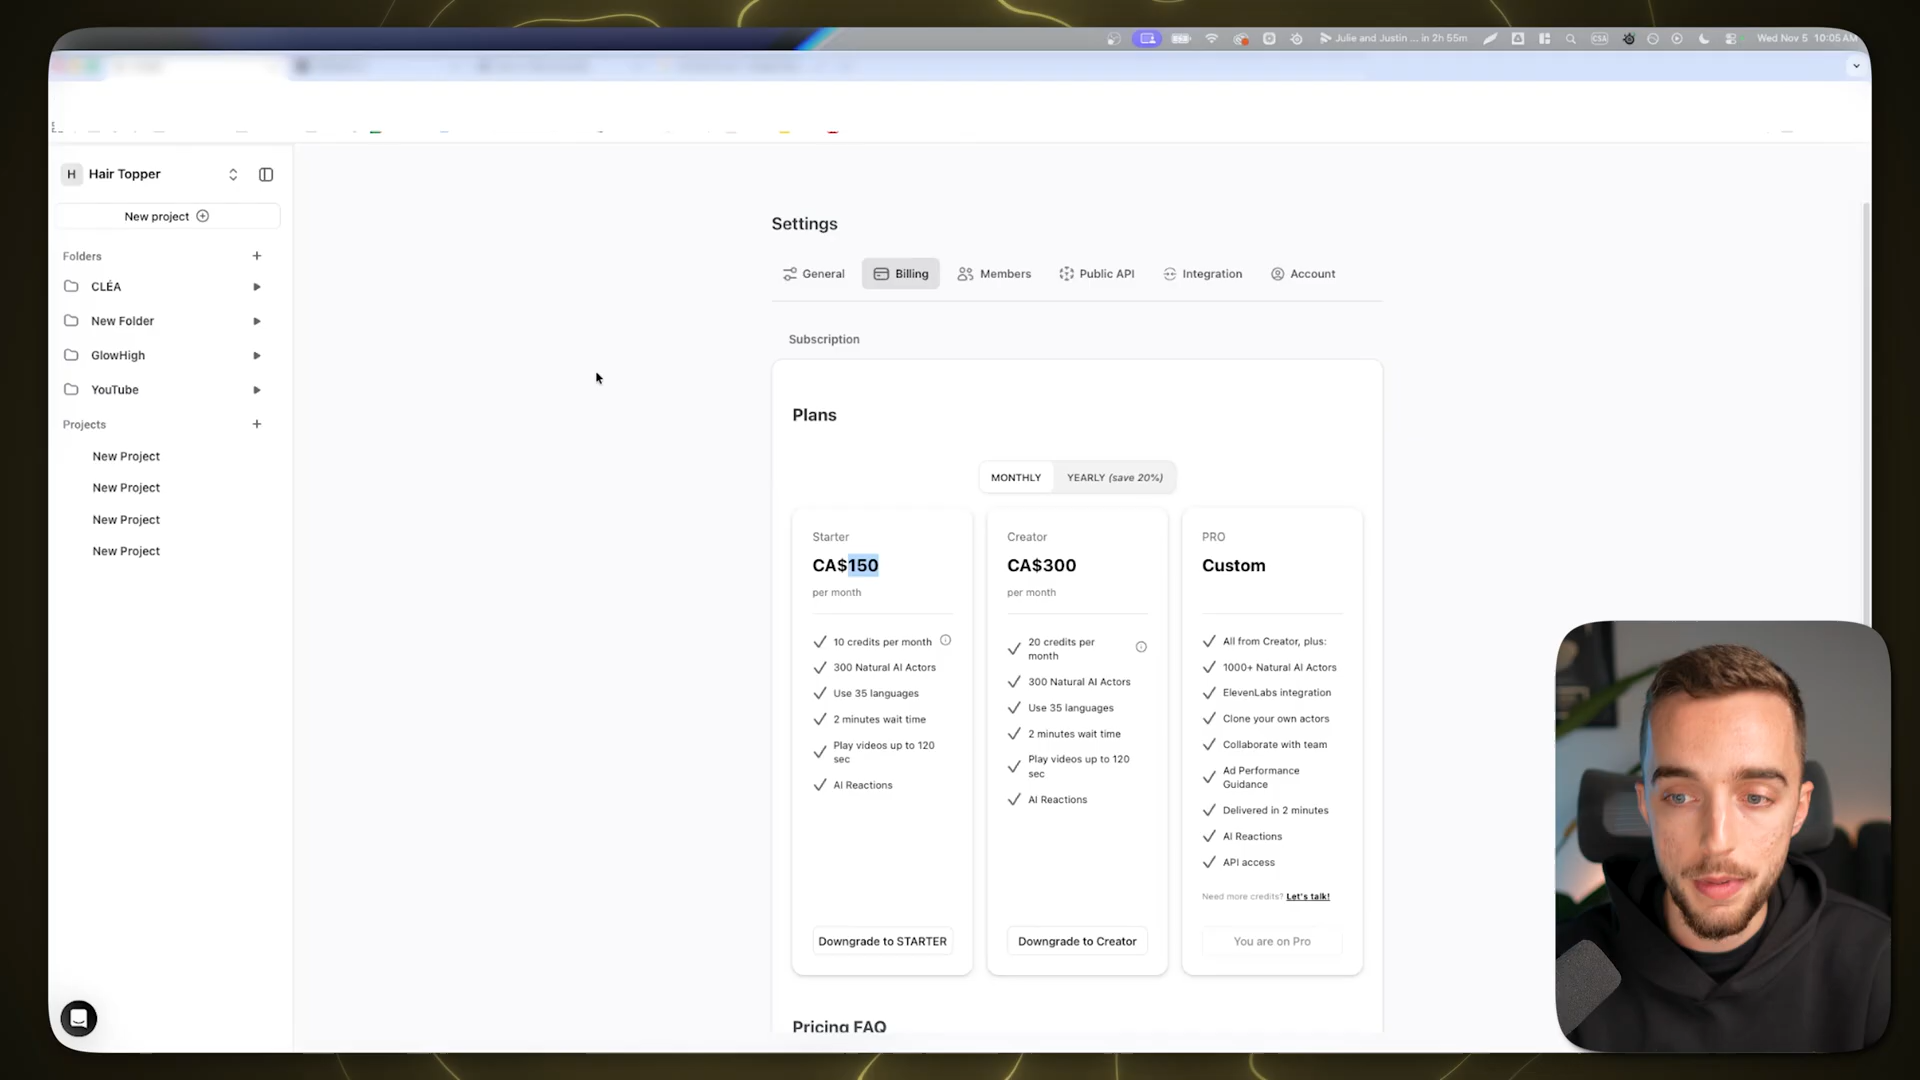 Julie and Justin ... in 2h 55m
Wed Nov 5 10:05 AM
H Hair Topper
New project
Folders
CLÉA
New Folder
GlowHigh
YouTube
Projects
New Project
New Project
New Project
New Project
Settings
General
Billing
Members
Public API
Integration
Account
Subscription
Plans
MONTHLY
YEARLY (save 20%)
Starter
CA$150
per month
10 credits per month
300 Natural AI Actors
Use 35 languages
2 minutes wait time
Play videos up to 120
sec
AI Reactions
Downgrade to STARTER
Creator
CA$300
per month
20 credits per
month
300 Natural AI Actors
Use 35 languages
2 minutes wait time
Play videos up to 120
sec
AI Reactions
Downgrade to Creator
PRO
Custom
All from Creator, plus:
1000+ Natural AI Actors
ElevenLabs integration
Clone your own actors
Collaborate with team
Ad Performance
Guidance
Delivered in 2 minutes
AI Reactions
API access
Need more credits? Let's talk!
You are on Pro
Pricing FAQ